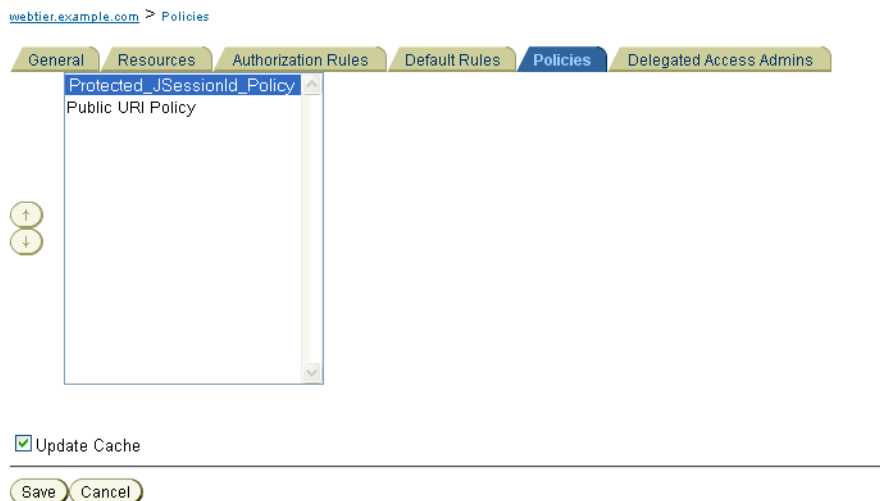 webtier.example.com > Policies
General Resources Authorization Rules Default Rules Policies Delegated Access Admins
Protected_JSessionId_Policy
Public URI Policy
Update Cache
Save Cancel